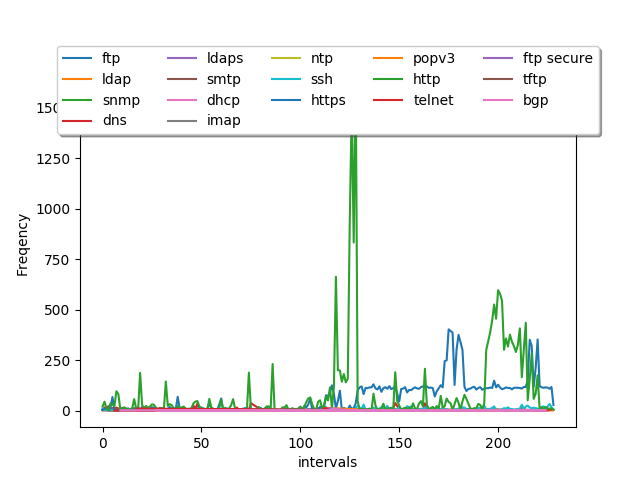 ftp ldaps ntp popv3 ftp secure
ldap smtp ssh http tftp
snmp dhcp https telnet bgp
dns imap
1250
1000
750
500
250
0
Freqency
0 50 100 150 200
intervals